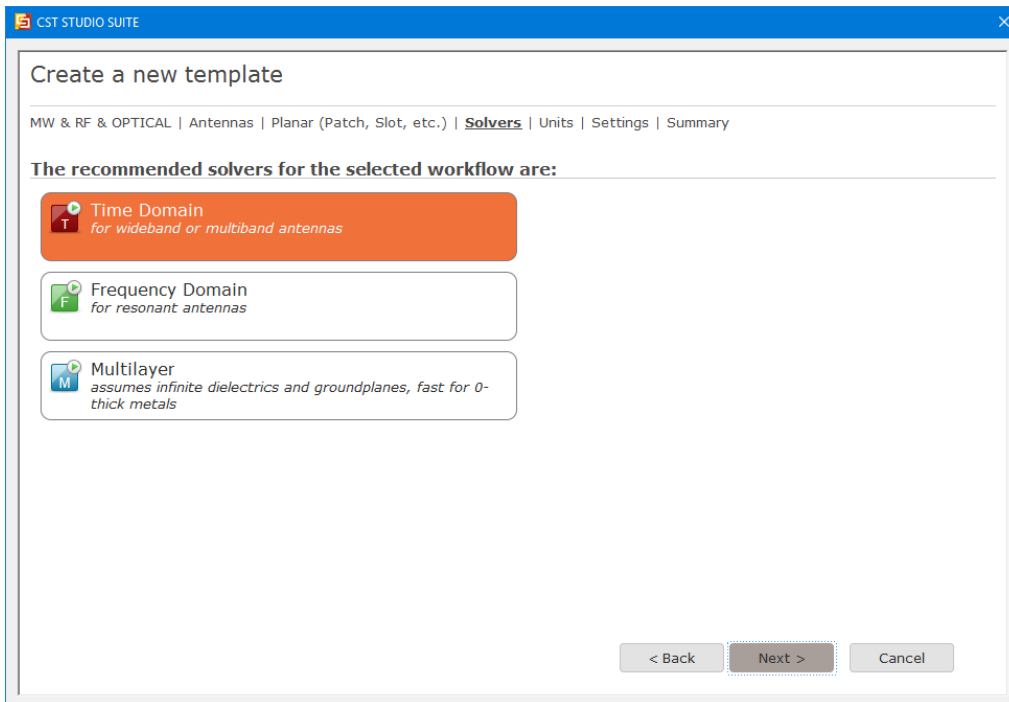 CST STUDIO SUITE
Create a new template
MW & RF & OPTICAL | Antennas | Planar (Patch, Slot, etc.) | Solvers | Units | Settings | Summary
The recommended solvers for the selected workflow are:
T
Time Domain
for wideband or multiband antennas
F
Frequency Domain
for resonant antennas
M
Multilayer
assumes infinite dielectrics and groundplanes, fast for 0-
thick metals
< Back Next > Cancel